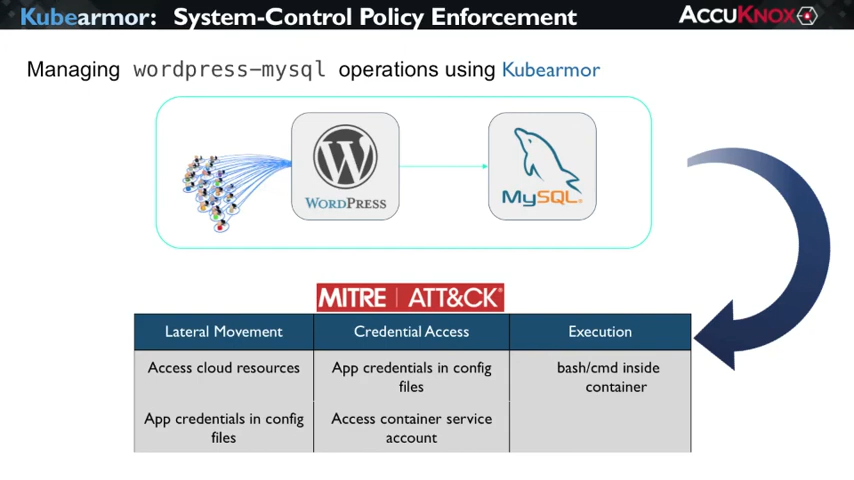 Kubearmor: System-Control Policy Enforcement
ACCUKNOX
Managing wordpress-mysql operations using Kubearmor
WORDPRESS
MySQL®
MITRE | ATT&CK®
Lateral Movement
Credential Access
Execution
Access cloud resources
App credentials in config
files
bash/cmd inside
container
App credentials in config
files
Access container service
account